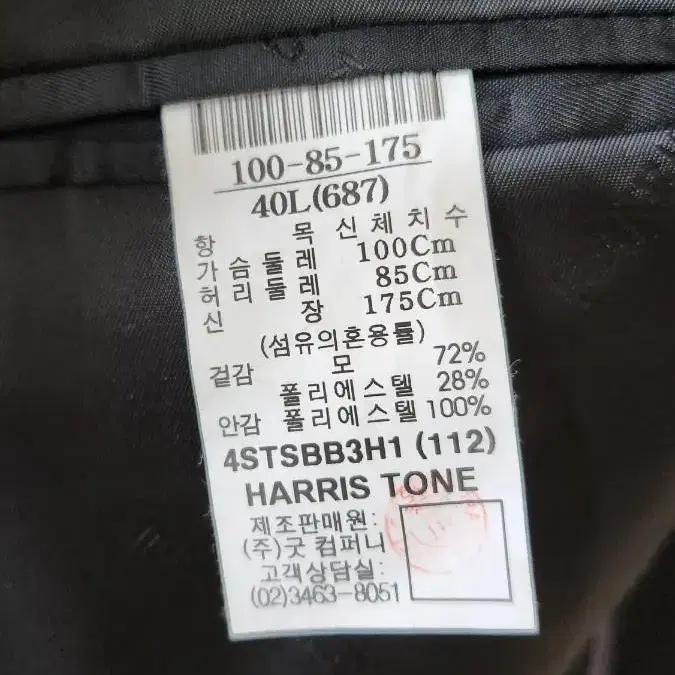 100-85-175
40L(687)
항 목 신체치수
가슴둘레 100Cm
허리둘레 85Cm
신 장 175Cm
(섬유의혼용률)
겉감 모 72%
폴리에스텔 28%
안감 폴리에스텔 100%
4STSBB3H1 (112)
HARRIS TONE
제조판매원:
(주)굿 컴퍼니
고객상담실:
(02)3463-8051